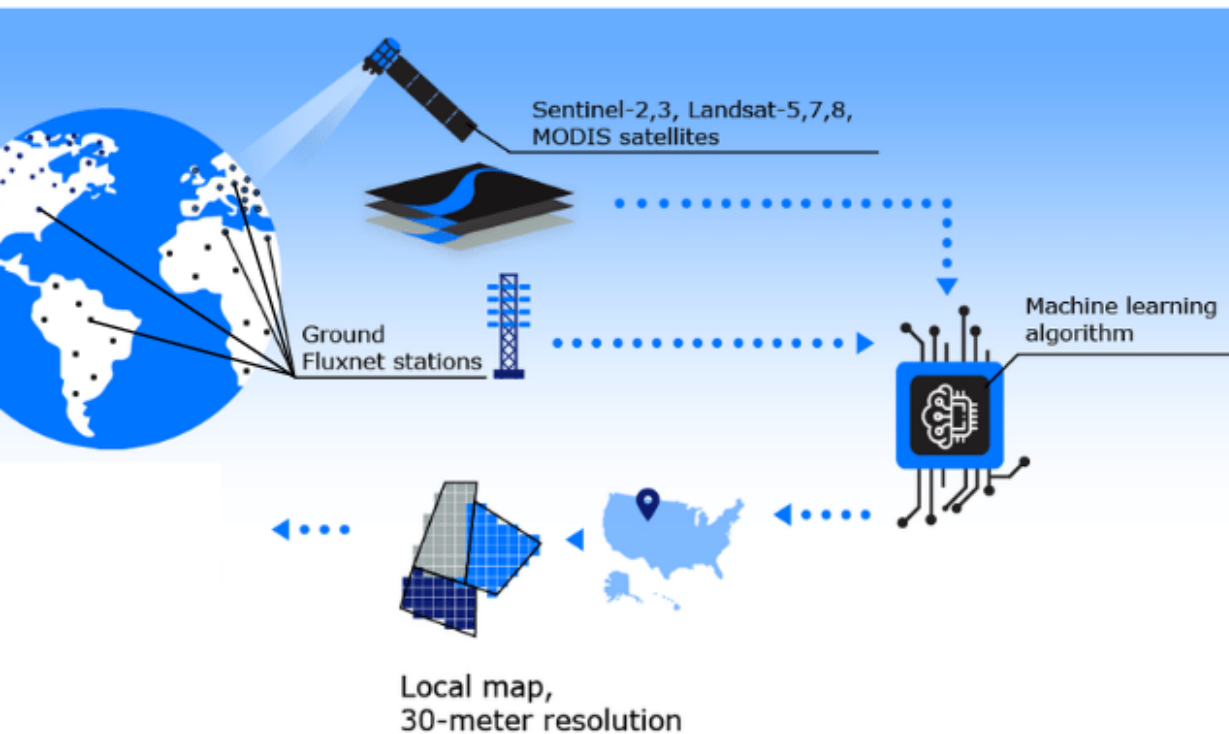 Sentinel-2,3, Landsat-5,7,8,
MODIS satellites
Ground
Fluxnet stations
Machine learning
algorithm
Local map,
30-meter resolution